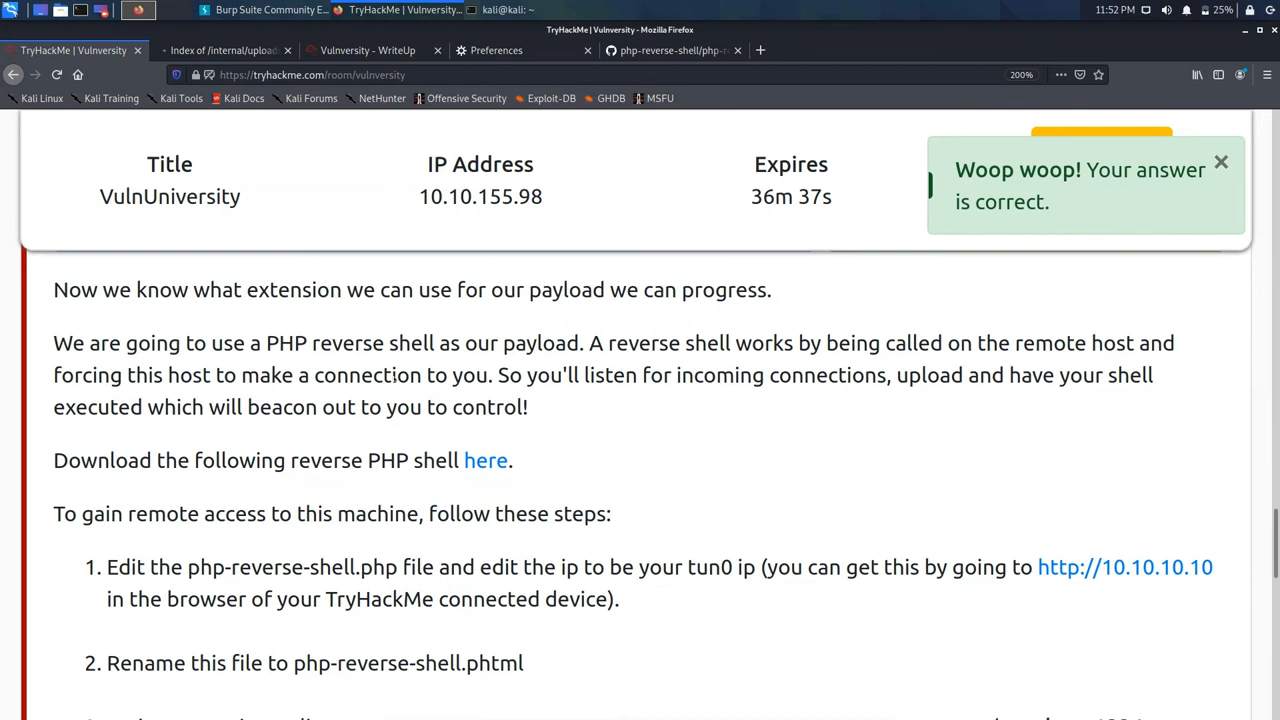 Burp Suite Community E...
TryHackMe | Vulnversity...
kali@kali: ~
11:52 PM
25%
TryHackMe | Vulnversity - Mozilla Firefox
TryHackMe | Vulnversity
Index of /internal/upload
Vulnversity - WriteUp
Preferences
php-reverse-shell/php-r
https://tryhackme.com/room/vulnversity
200%
Kali Linux
Kali Training
Kali Tools
Kali Docs
Kali Forums
NetHunter
Offensive Security
Exploit-DB
GHDB
MSFU
Title
IP Address
Expires
VulnUniversity
10.10.155.98
36m 37s
Woop woop! Your answer
is correct.
Now we know what extension we can use for our payload we can progress.
We are going to use a PHP reverse shell as our payload. A reverse shell works by being called on the remote host and
forcing this host to make a connection to you. So you'll listen for incoming connections, upload and have your shell
executed which will beacon out to you to control!
Download the following reverse PHP shell here.
To gain remote access to this machine, follow these steps:
1. Edit the php-reverse-shell.php file and edit the ip to be your tun0 ip (you can get this by going to http://10.10.10.10
in the browser of your TryHackMe connected device).
2. Rename this file to php-reverse-shell.phtml